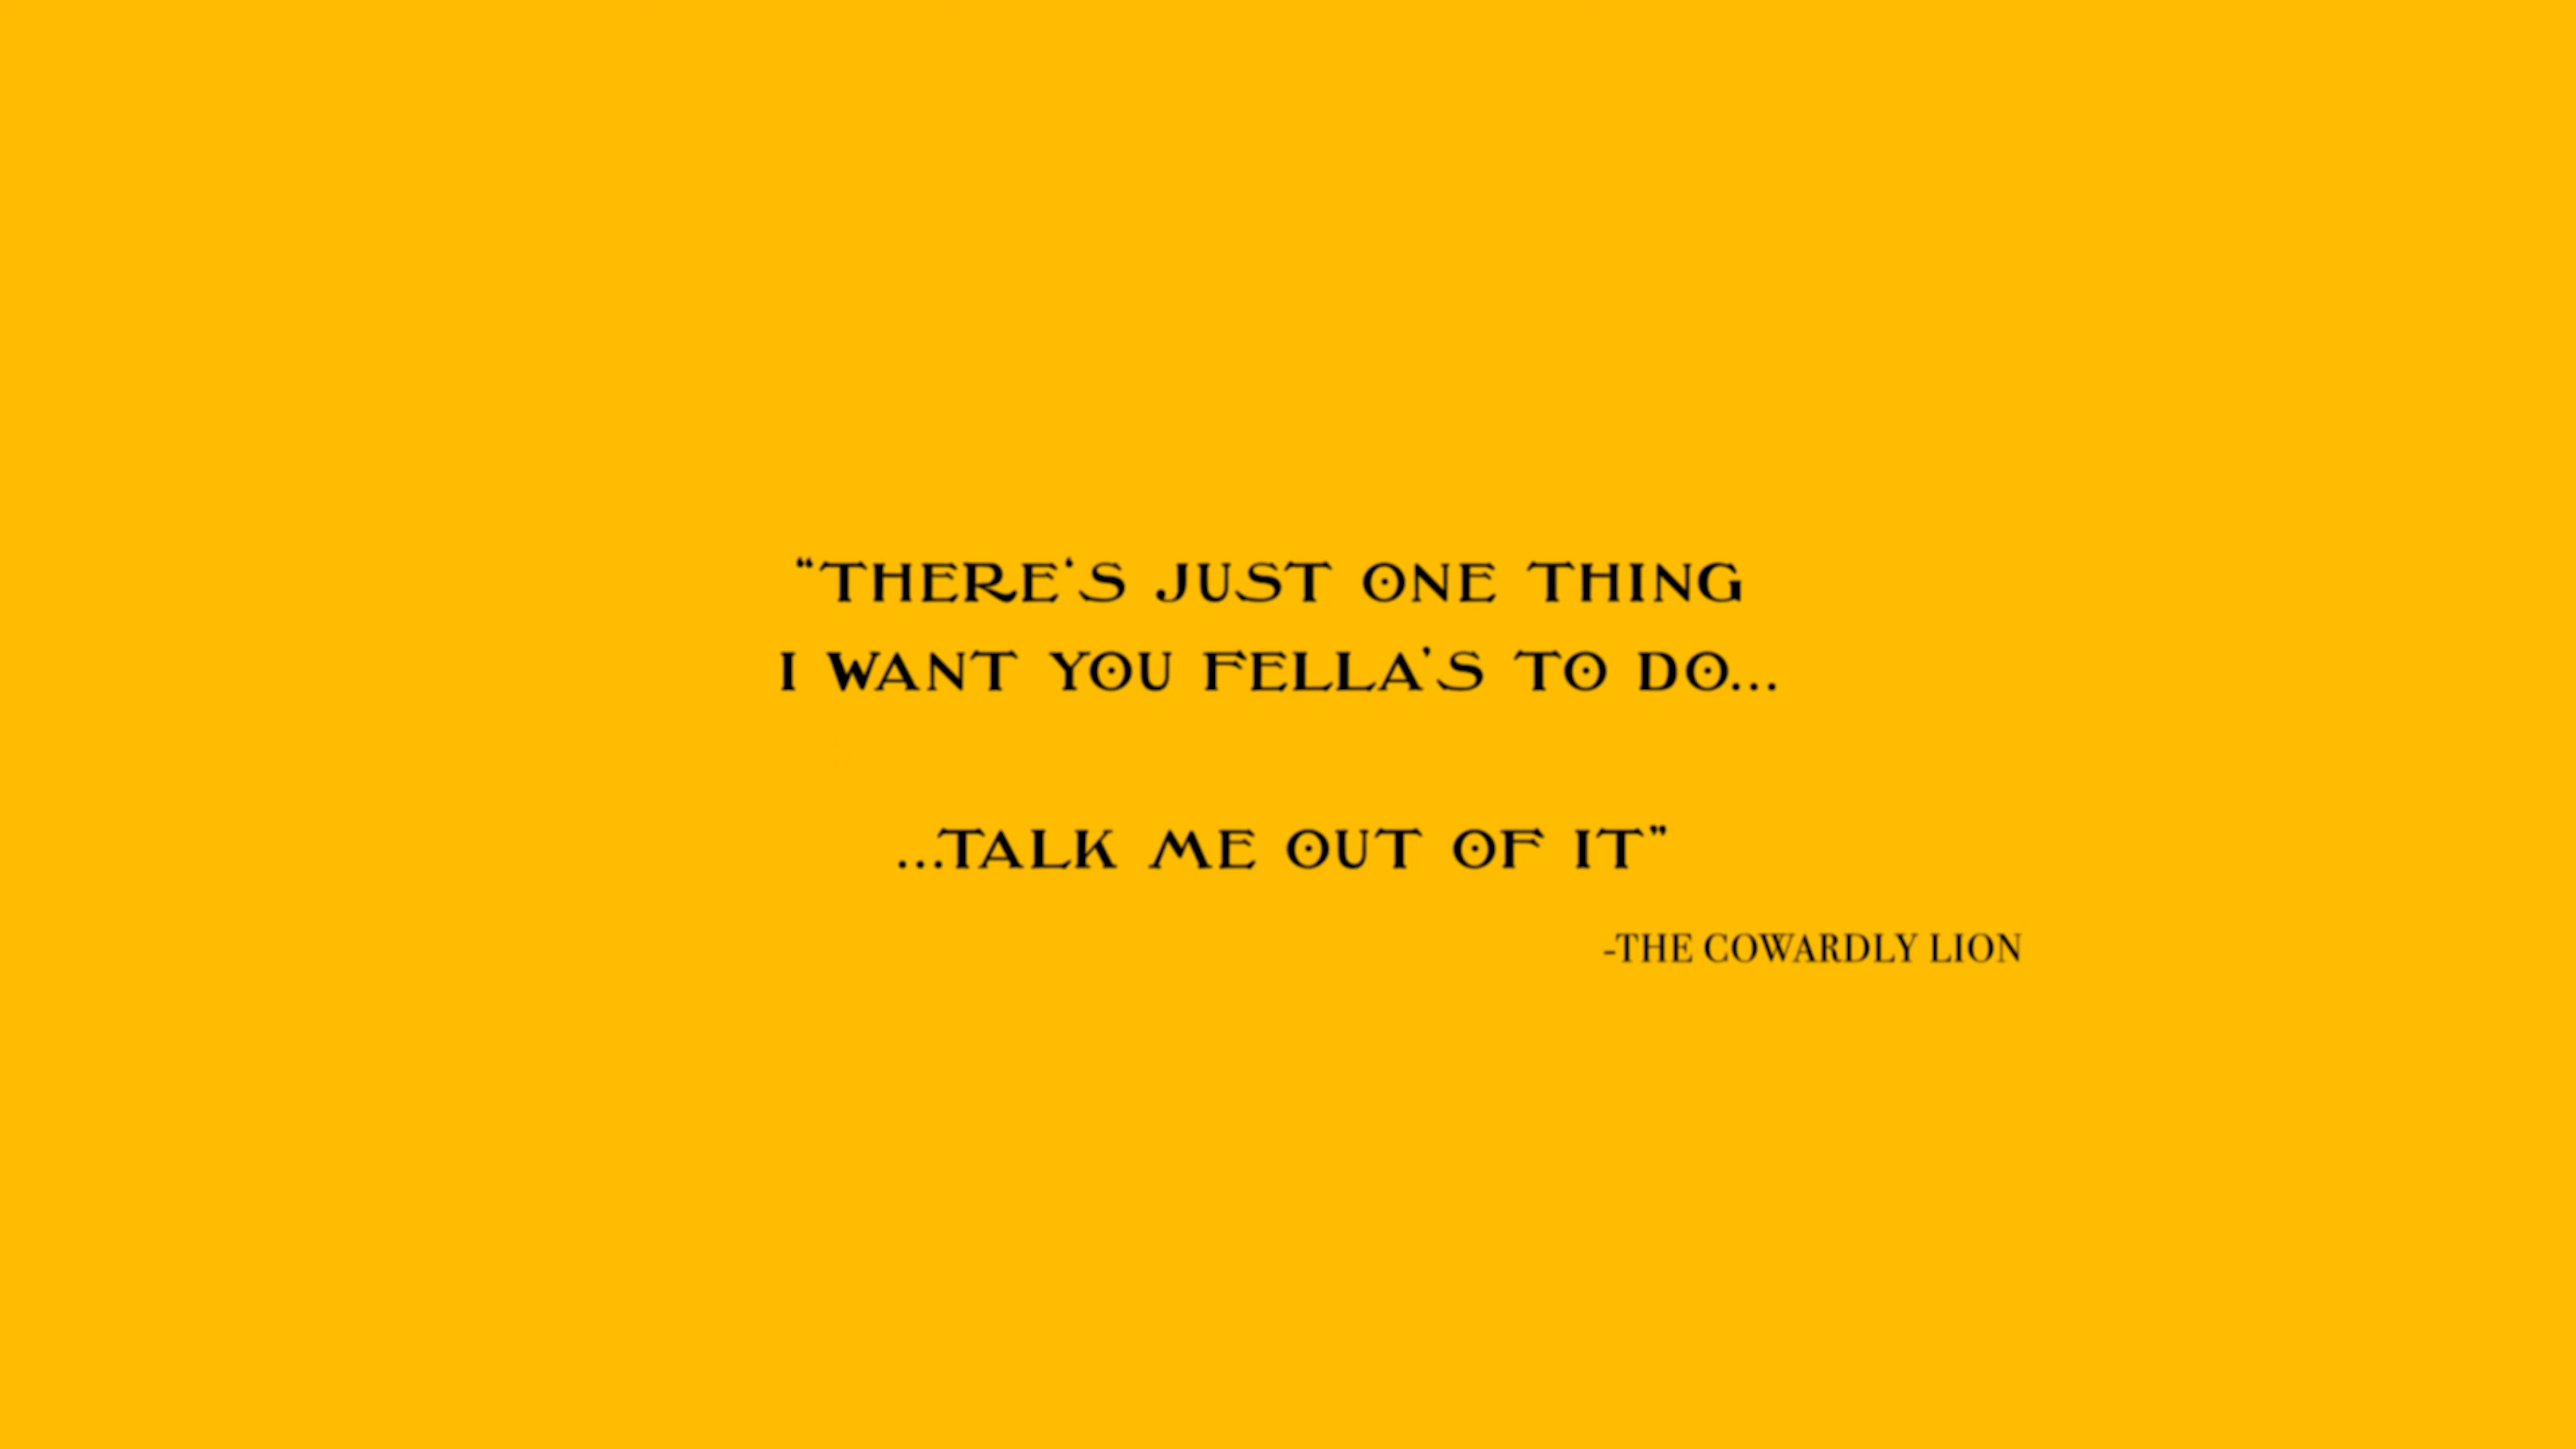 “THERE‘S JUST ONE THING
I WANT YOU FELLA’S TO DO...
...TALK ME OUT OF IT”
-THE COWARDLY LION